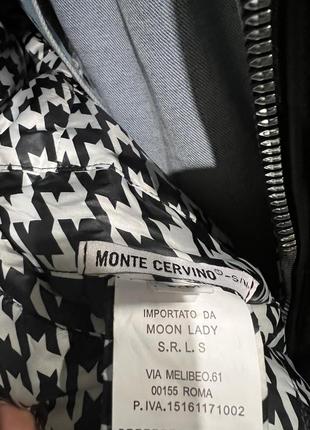 MONTE CERVINO
IMPORTATO DA
MOON LADY
S.R.L.S
VIA MELIBEO.61
00155 ROMA
P.IVA.15161171002